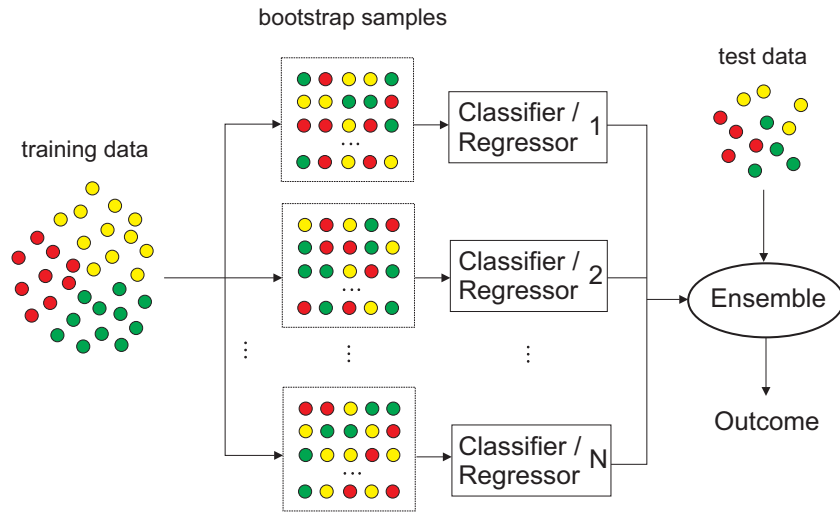 bootstrap samples
test data
training data
...
Classifier /
Regressor 1
...
Classifier /
Regressor 2
...
Ensemble
Outcome
...
Classifier /
Regressor N